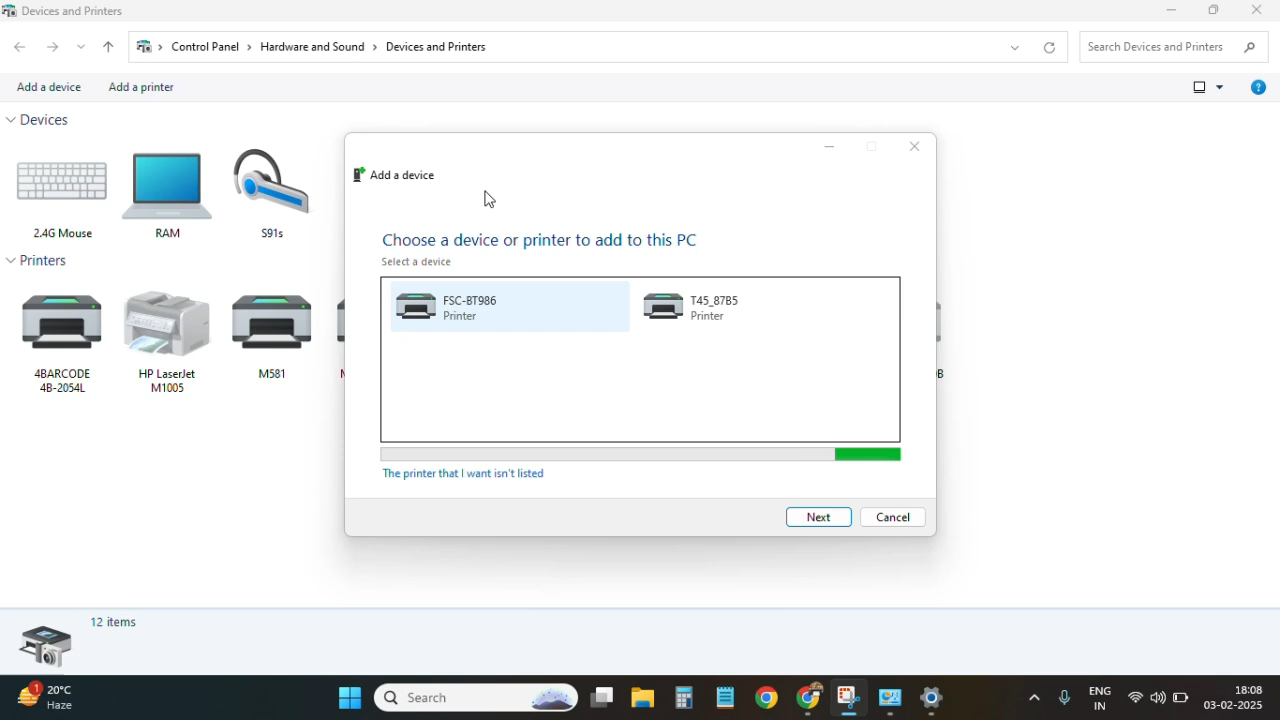 Devices and Printers
Control Panel > Hardware and Sound > Devices and Printers
Search Devices and Printers
Add a device
Add a printer
Devices
2.4G Mouse
RAM
S91s
Printers
4BARCODE
4B-2054L
HP LaserJet
M1005
M581
Add a device
Choose a device or printer to add to this PC
Select a device
FSC-BT986
Printer
T45_87B5
Printer
The printer that I want isn't listed
Next
Cancel
12 items
1
20°C
Haze
Search
ENG
IN
18:08
03-02-2025